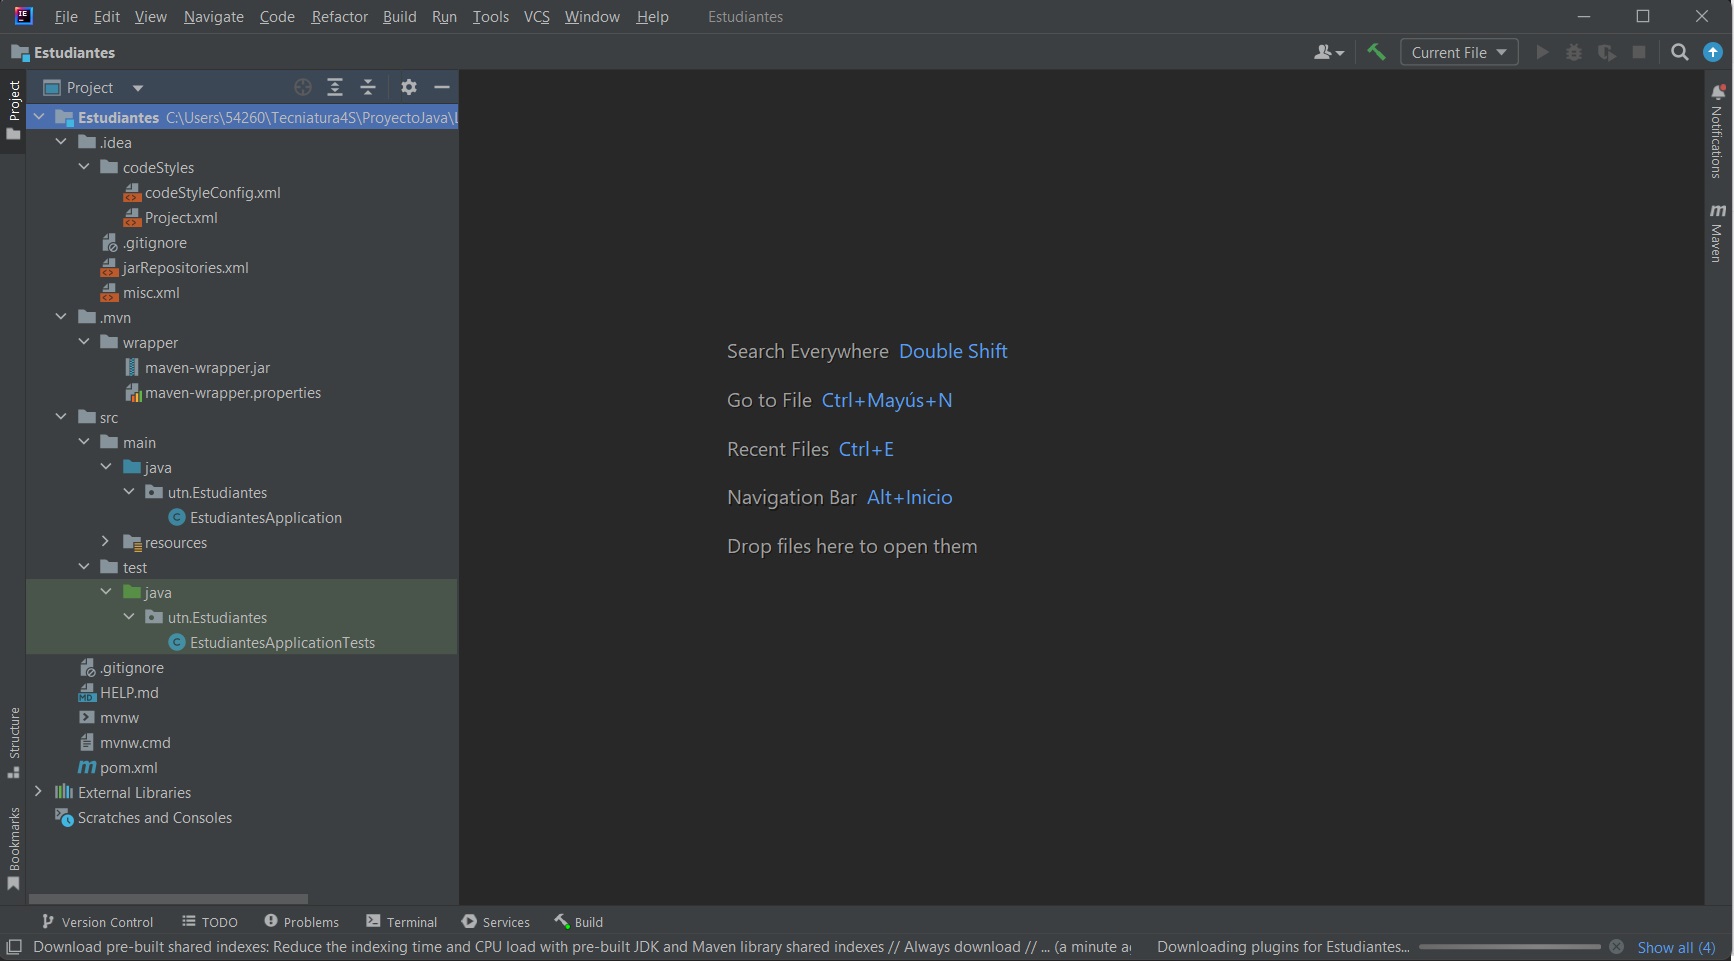 File Edit View Navigate Code Refactor Build Run Tools VCS Window Help Estudiantes
Estudiantes
Current File
Project
Project
Estudiantes C:\Users\54260\Tecniatura4S\ProyectoJava\
.idea
codeStyles
codeStyleConfig.xml
Project.xml
.gitignore
jarRepositories.xml
misc.xml
.mvn
wrapper
maven-wrapper.jar
maven-wrapper.properties
src
main
java
utn.Estudiantes
EstudiantesApplication
resources
test
java
utn.Estudiantes
EstudiantesApplicationTests
.gitignore
HELP.md
mvnw
mvnw.cmd
pom.xml
External Libraries
Scratches and Consoles
Structure
Bookmarks
Search Everywhere Double Shift
Go to File Ctrl+Mayús+N
Recent Files Ctrl+E
Navigation Bar Alt+Inicio
Drop files here to open them
Notifications
m Maven
Version Control TODO Problems Terminal Services Build
Download pre-built shared indexes: Reduce the indexing time and CPU load with pre-built JDK and Maven library shared indexes // Always download // ... (a minute a Downloading plugins for Estudiantes... Show all (4)